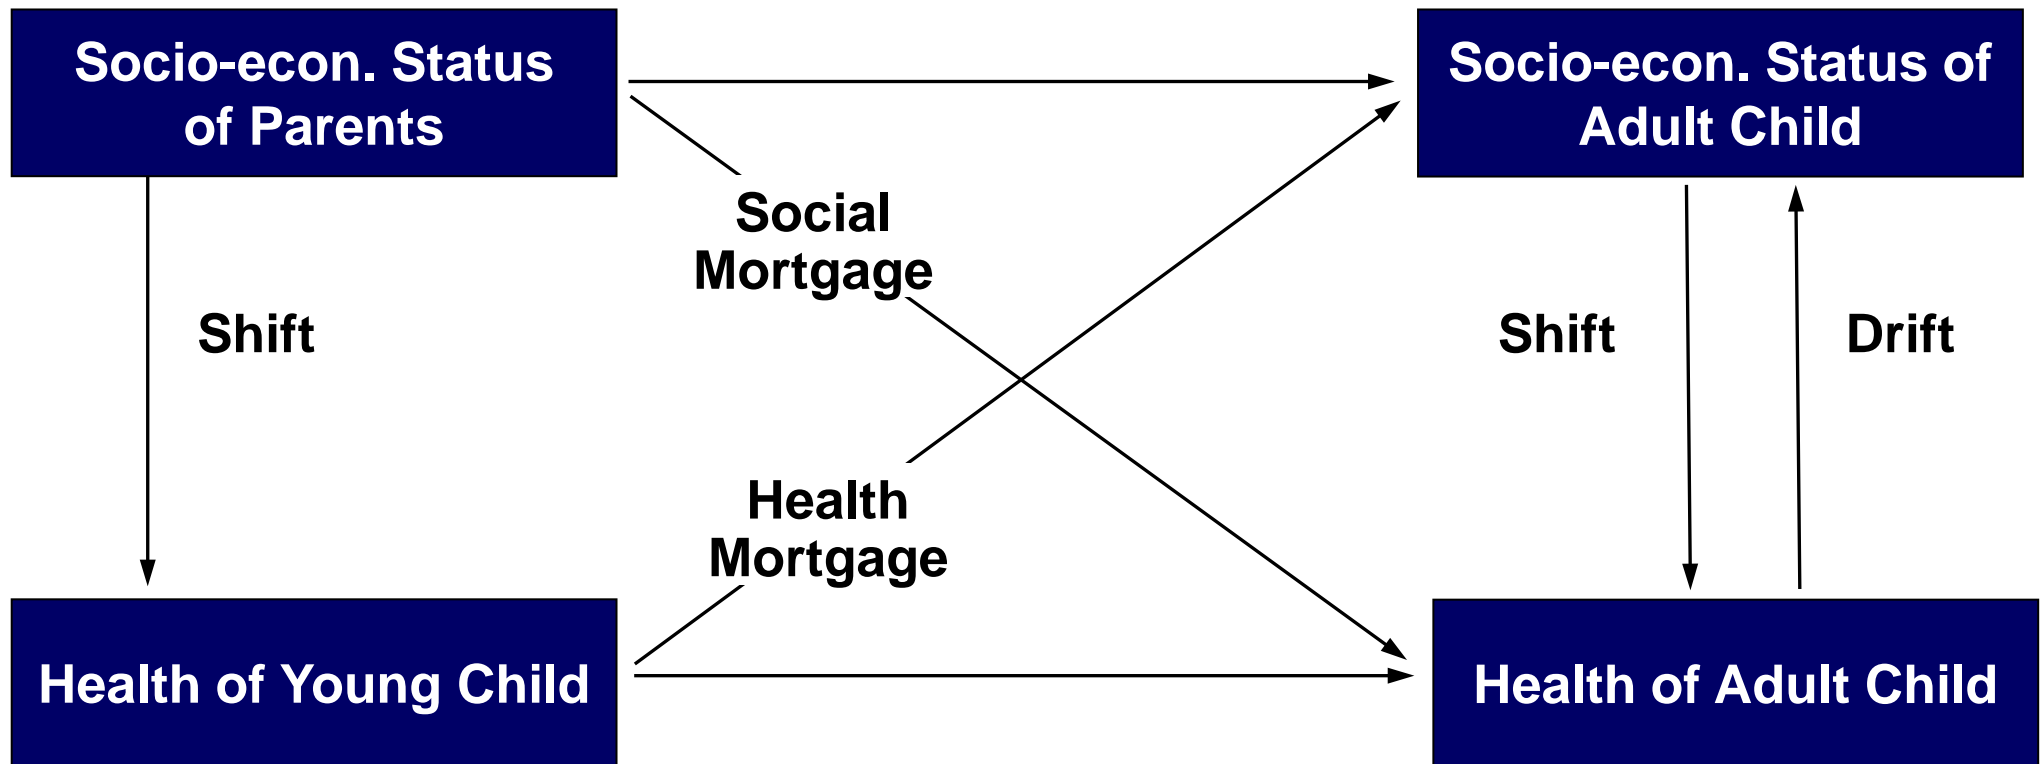 Socio-econ. Status
of Parents
Socio-econ. Status of
Adult Child
Social
Mortgage
Shift
Shift
Drift
Health
Mortgage
Health of Young Child
Health of Adult Child